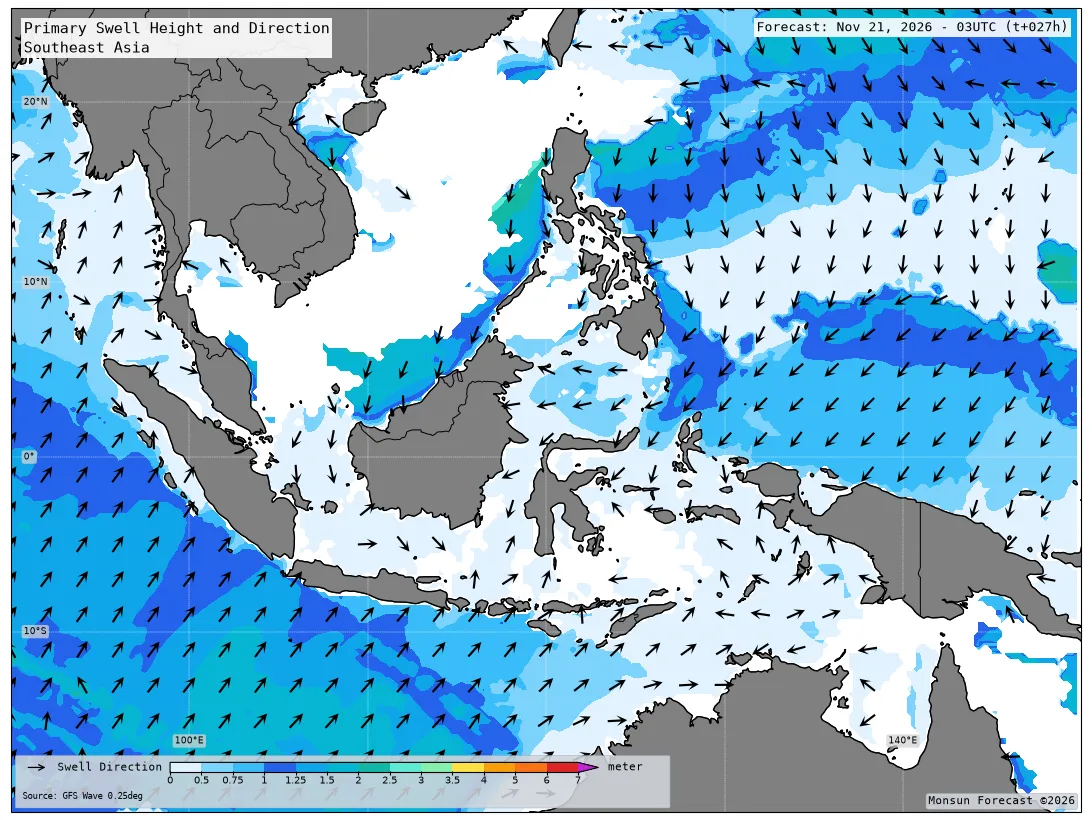 Primary Swell Height and Direction
Southeast Asia
Forecast: Nov 21, 2026 - 03UTC (t+027h)
20°N
10°N
0°
10°S
100°E
140°E
Swell Direction
0 0.5 0.75 1 1.25 1.5 2 2.5 3 3.5 4 5 6 7
meter
Source: GFS Wave 0.25deg
Monsun Forecast ©2026